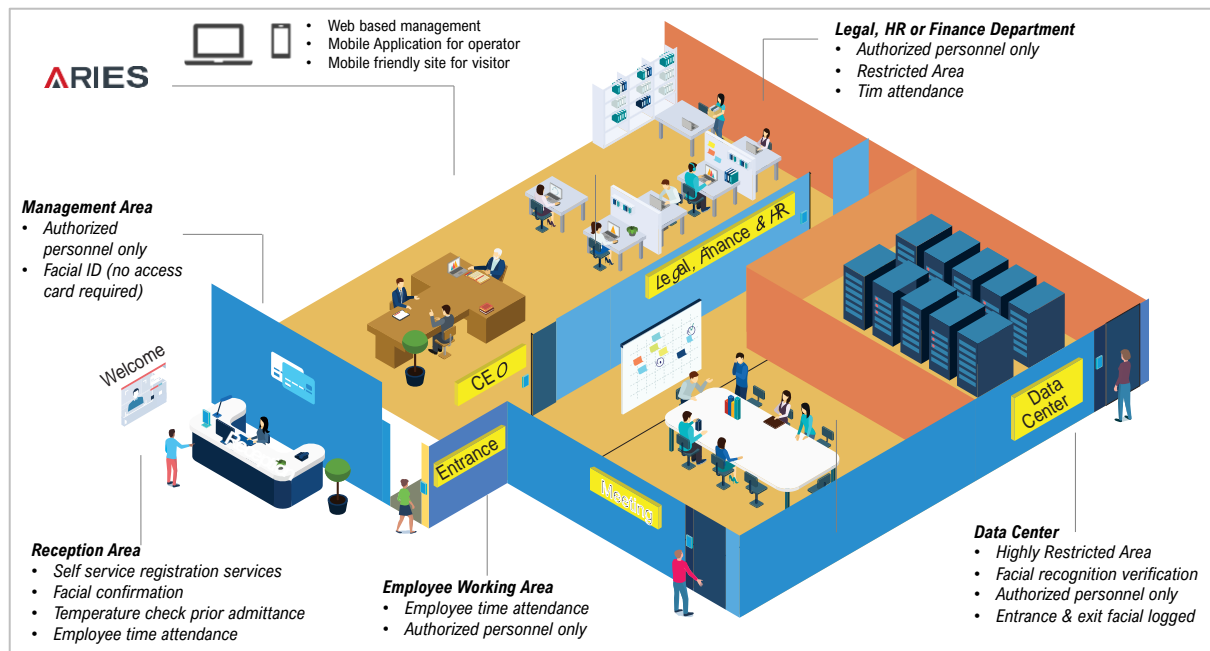 ARIES
• Web based management
• Mobile Application for operator
• Mobile friendly site for visitor
Legal, HR or Finance Department
• Authorized personnel only
• Restricted Area
• Tim attendance
Management Area
• Authorized
personnel only
• Facial ID (no access
card required)
Welcome
Legal, Finance & HR
CEO
Entrance
Meeting
Data
Center
Reception Area
• Self service registration services
• Facial confirmation
• Temperature check prior admittance
• Employee time attendance
Employee Working Area
• Employee time attendance
• Authorized personnel only
Data Center
• Highly Restricted Area
• Facial recognition verification
• Authorized personnel only
• Entrance & exit facial logged